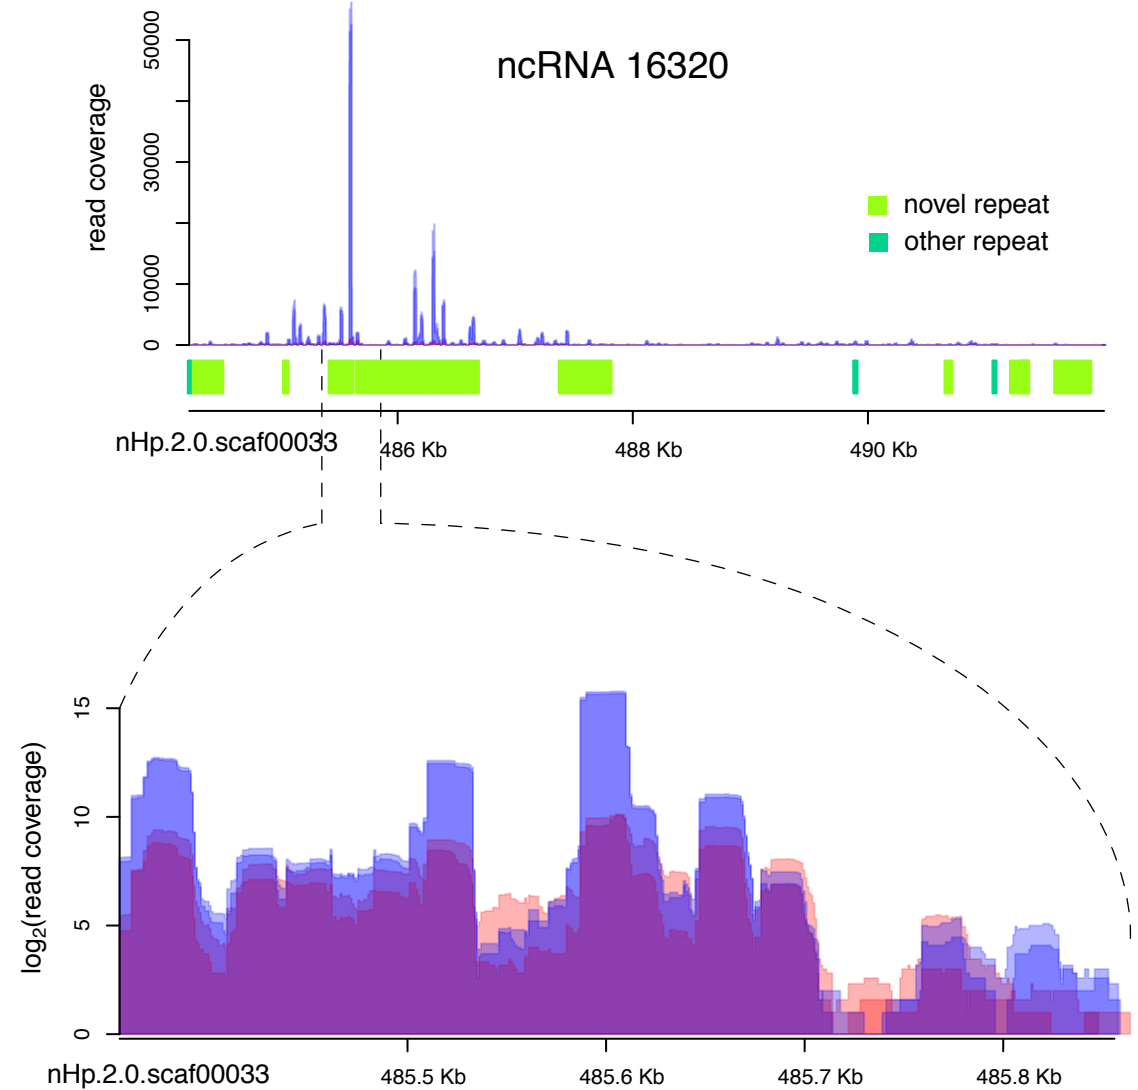 ncRNA 16320
read coverage
50000
30000
10000
0
novel repeat
other repeat
nHp.2.0.scaf00033
486 Kb
488 Kb
490 Kb
log2(read coverage)
15
10
5
0
nHp.2.0.scaf00033
485.5 Kb
485.6 Kb
485.7 Kb
485.8 Kb